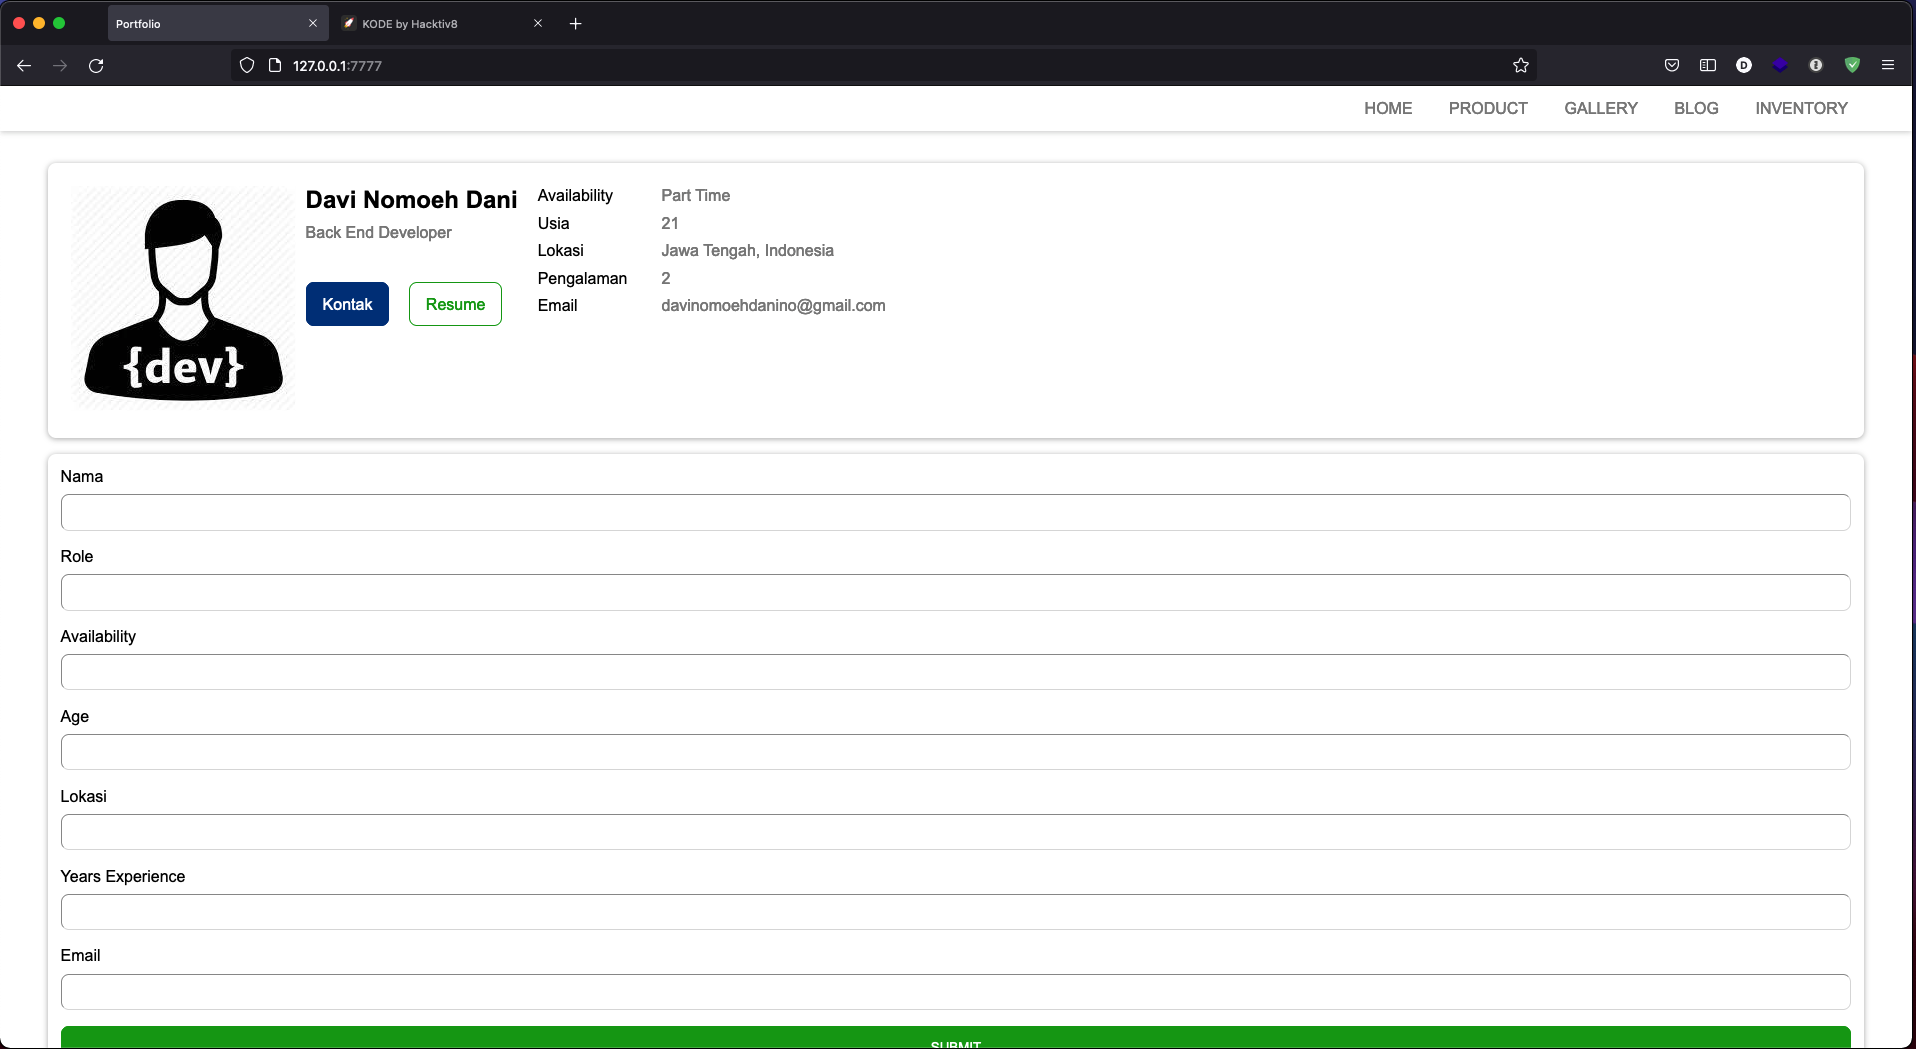 Portfolio
KODE by Hacktiv8
127.0.0.1:7777
D
HOME PRODUCT GALLERY BLOG INVENTORY
{dev}
Davi Nomoeh Dani
Back End Developer
Kontak Resume
Availability Part Time
Usia 21
Lokasi Jawa Tengah, Indonesia
Pengalaman 2
Email davinomoehdanino@gmail.com
Nama
Role
Availability
Age
Lokasi
Years Experience
Email
SUBMIT